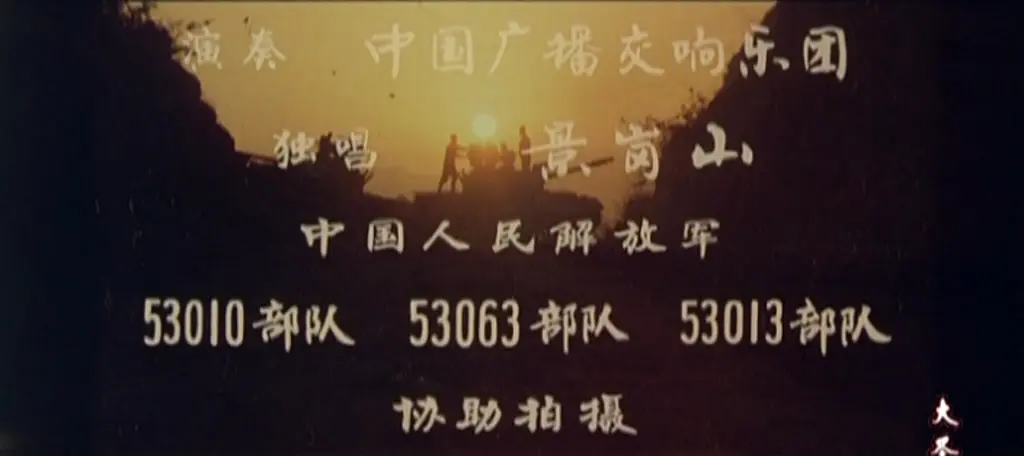 演奏 中国广播交响乐团
独唱 景岗山
中国人民解放军
53010部队 53063部队 53013部队
协助拍摄
大圣